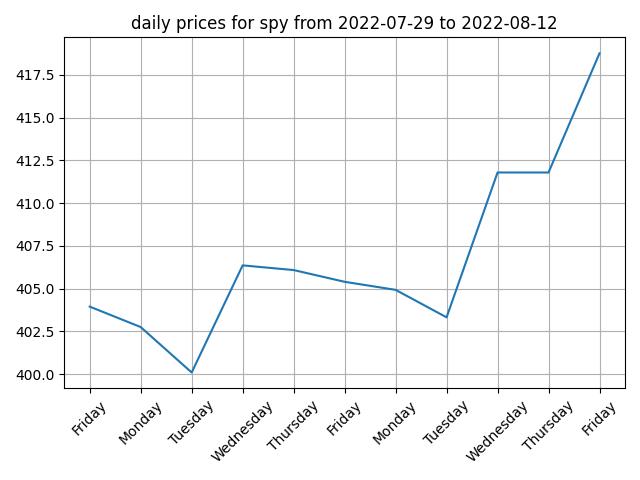 daily prices for spy from 2022-07-29 to 2022-08-12
417.5
415.0
412.5
410.0
407.5
405.0
402.5
400.0
Friday
Monday
Tuesday
Wednesday
Thursday
Friday
Monday
Tuesday
Wednesday
Thursday
Friday